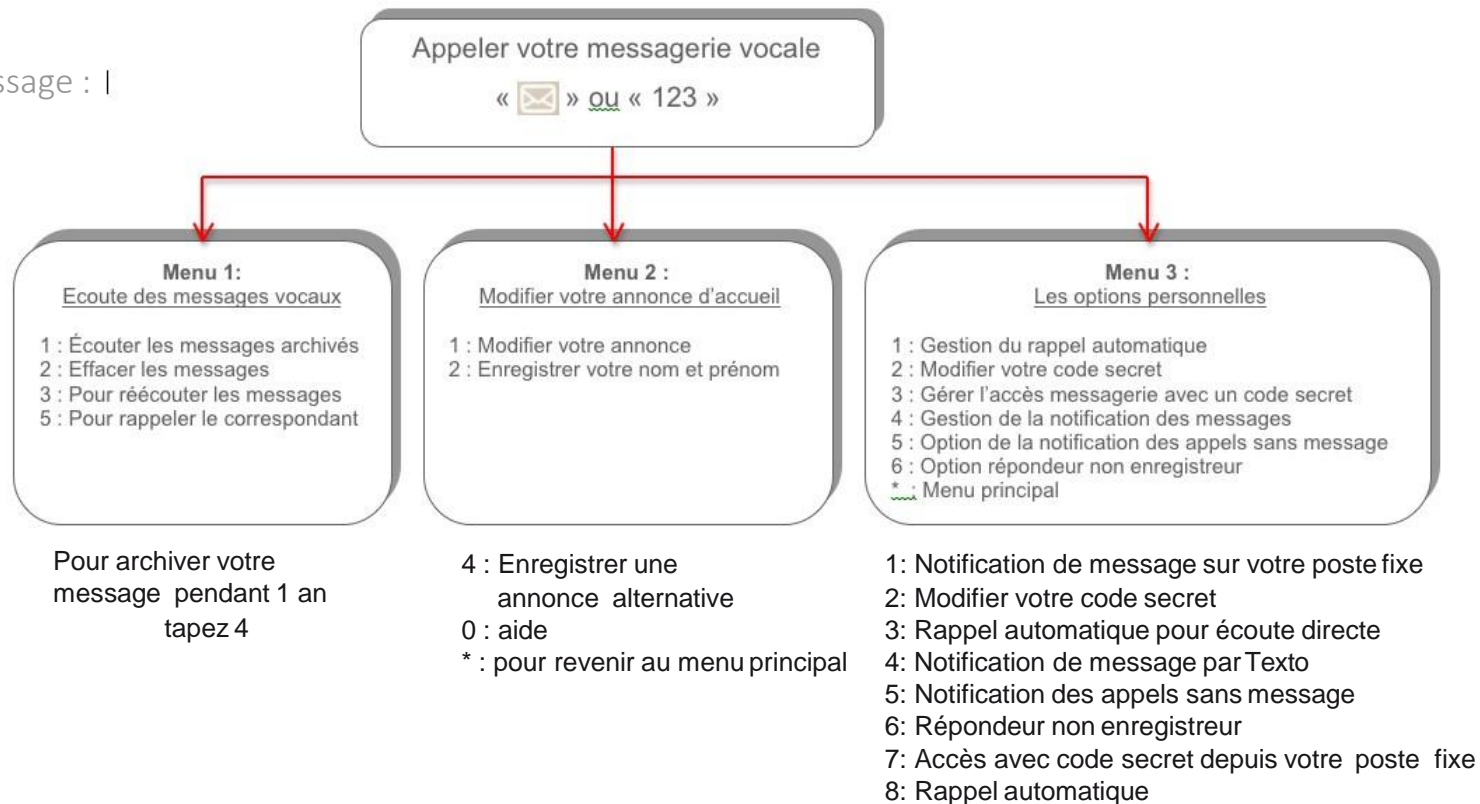 ssage : |
Appeler votre messagerie vocale
« » ou « 123 »
Menu 1:
Ecoute des messages vocaux
1 : Écouter les messages archivés
2 : Effacer les messages
3 : Pour réécouter les messages
5 : Pour rappeler le correspondant
Pour archiver votre
message pendant 1 an
tapez 4
Menu 2 :
Modifier votre annonce d'accueil
1 : Modifier votre annonce
2 : Enregistrer votre nom et prénom
4 : Enregistrer une
annonce alternative
0 : aide
* : pour revenir au menu principal
Menu 3 :
Les options personnelles
1 : Gestion du rappel automatique
2 : Modifier votre code secret
3 : Gérer l'accès messagerie avec un code secret
4 : Gestion de la notification des messages
5 : Option de la notification des appels sans message
6 : Option répondeur non enregistreur
* : Menu principal
1: Notification de message sur votre poste fixe
2: Modifier votre code secret
3: Rappel automatique pour écoute directe
4: Notification de message par Texto
5: Notification des appels sans message
6: Répondeur non enregistreur
7: Accès avec code secret depuis votre poste fixe
8: Rappel automatique